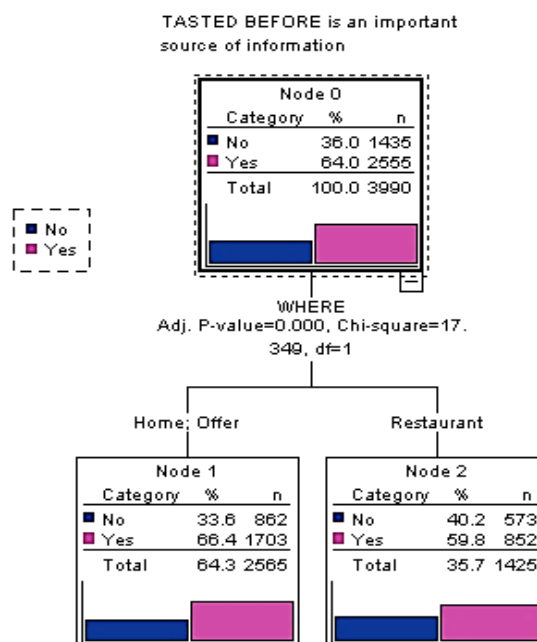 TASTED BEFORE is an important
source of information
Node 0
Category % n
No 36.0 1435
Yes 64.0 2555
Total 100.0 3990
No
Yes
WHERE
Adj. P-value=0.000, Chi-square=17.
349, df=1
Home; Offer
Restaurant
Node 1
Category % n
No 33.6 862
Yes 66.4 1703
Total 64.3 2565
Node 2
Category % n
No 40.2 573
Yes 59.8 852
Total 35.7 1425